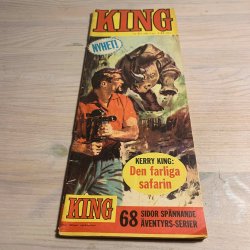 KING
NYHET!
KERRY KING:
Den farliga
safarin
KING
68 SIDOR SPÄNNANDE
ÄVENTYRS-SERIER